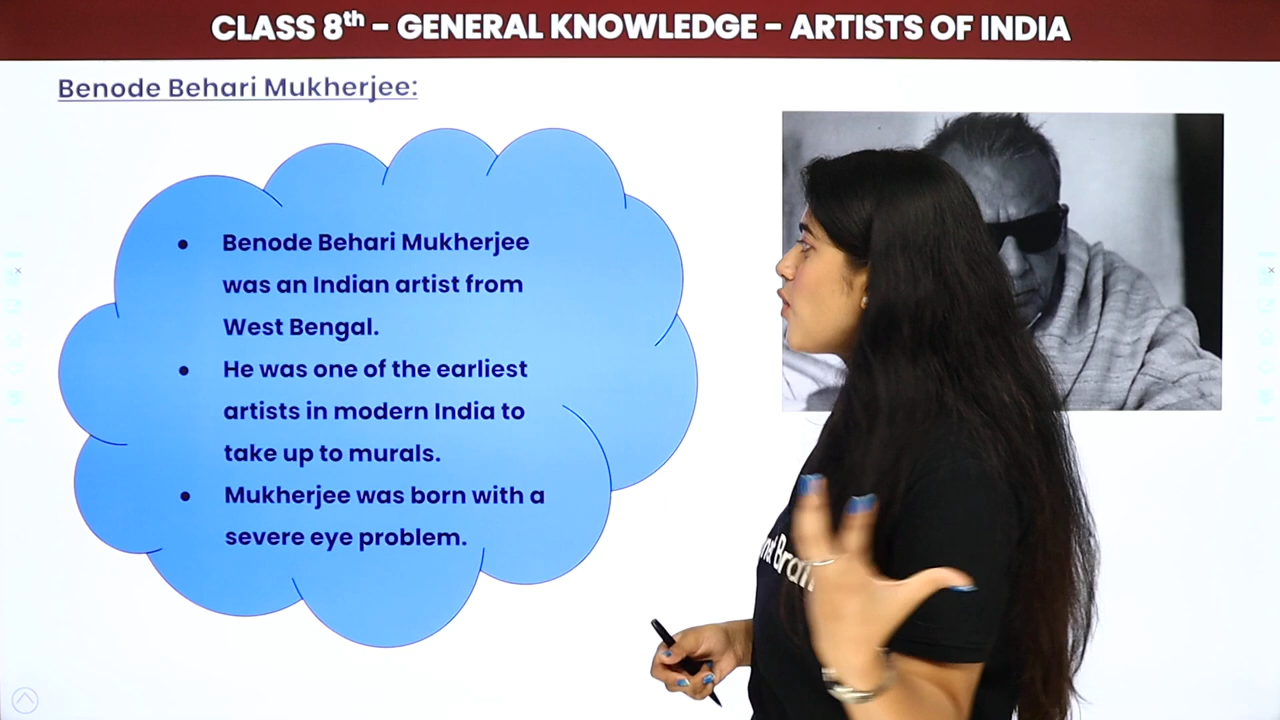 CLASS 8th - GENERAL KNOWLEDGE - ARTISTS OF INDIA
Benode Behari Mukherjee:
• Benode Behari Mukherjee
was an Indian artist from
West Bengal.
• He was one of the earliest
artists in modern India to
take up to murals.
• Mukherjee was born with a
severe eye problem.